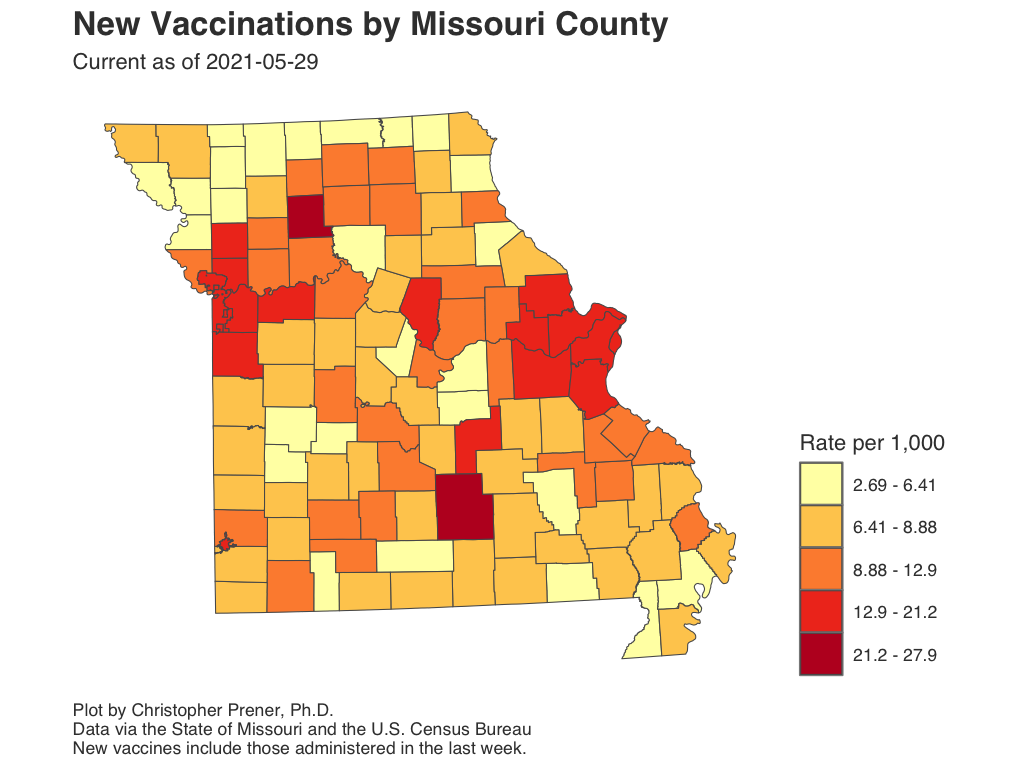 New Vaccinations by Missouri County
Current as of 2021-05-29
Rate per 1,000
2.69 - 6.41
6.41 - 8.88
8.88 - 12.9
12.9 - 21.2
21.2 - 27.9
Plot by Christopher Prener, Ph.D.
Data via the State of Missouri and the U.S. Census Bureau
New vaccines include those administered in the last week.